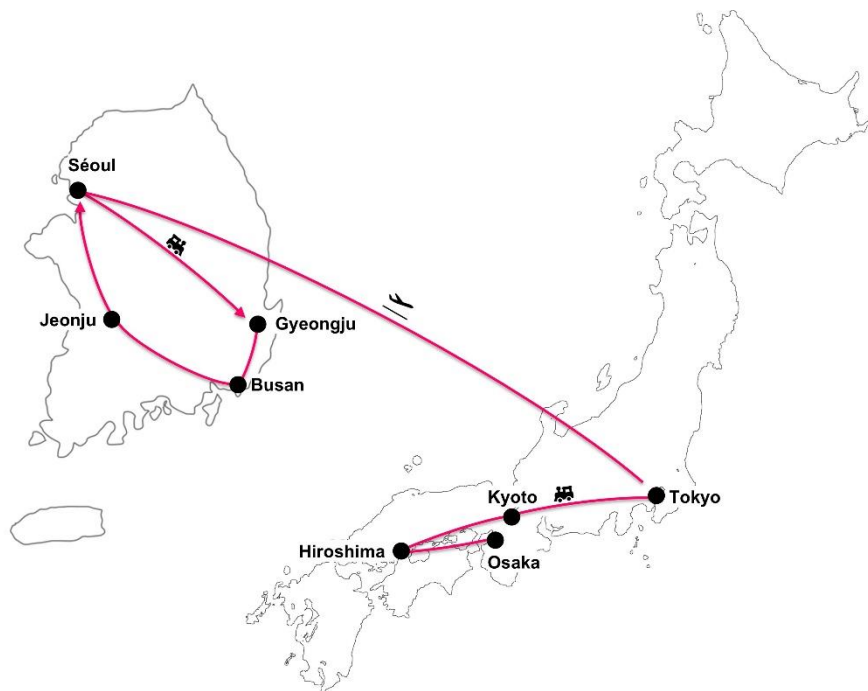 Séoul
Jeonju
Gyeongju
Busan
Kyoto
Tokyo
Hiroshima
Osaka